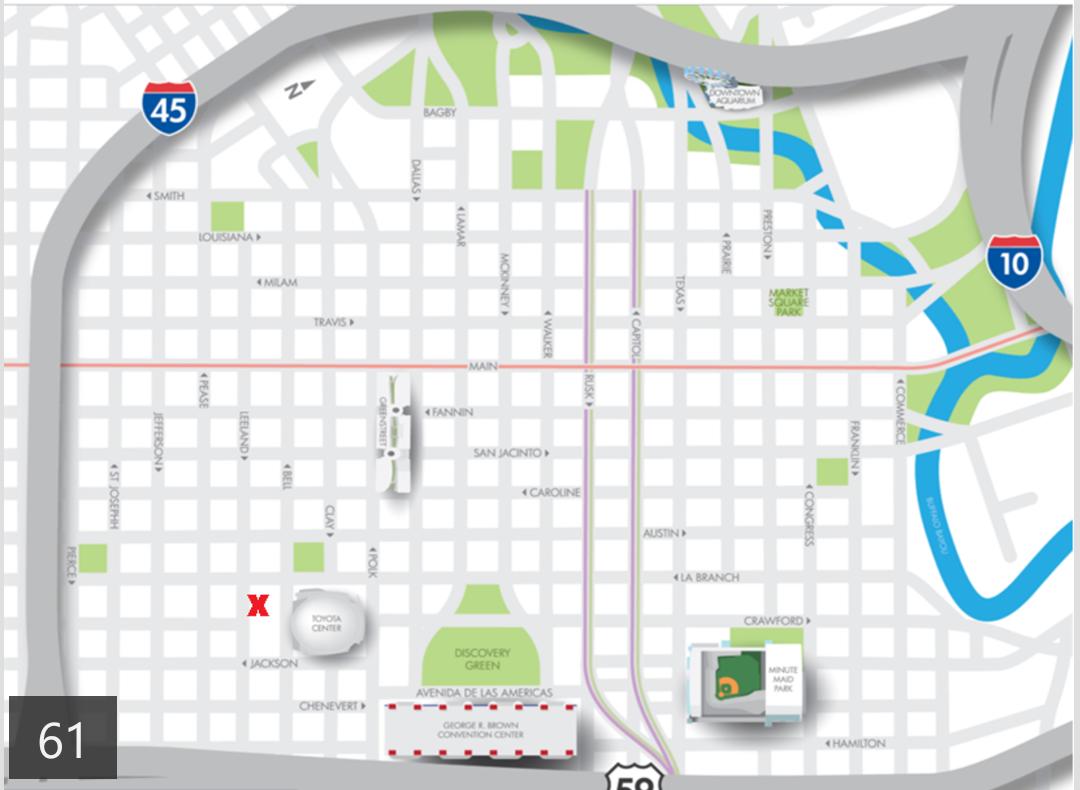 45
N
DOWNTOWN
AQUARIUM
BAGBY
DALLAS
SMITH
LAMAR
PRESTON
LOUISIANA
PRAIRIE
10
MCKINNEY
MILAM
TEXAS
MARKET
SQUARE
PARK
TRAVIS
WALKER
CAPITOL
MAIN
PEASE
RUSK
COMMERCE
GREENSTREET
FANNIN
JEFFERSON
LEELAND
FRANKLIN
SAN JACINTO
BELL
ST JOSEPHH
CAROLINE
CONGRESS
BUFFALO BAYOU
CLAY
AUSTIN
PIERCE
POLK
LA BRANCH
X
TOYOTA
CENTER
CRAWFORD
DISCOVERY
GREEN
JACKSON
MINUTE
MAID
PARK
AVENIDA DE LAS AMERICAS
CHENEVERT
GEORGE R. BROWN
CONVENTION CENTER
61
HAMILTON
59